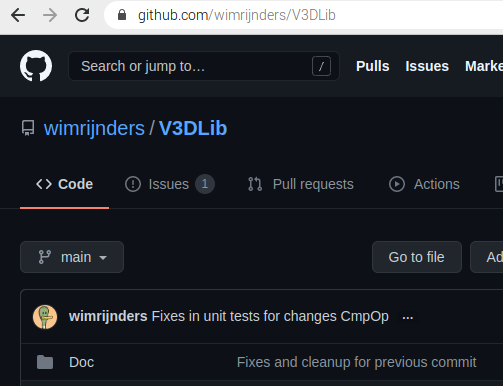 github.com/wimrijnders/V3DLib
Search or jump to… /
Pulls Issues Marke
wimrijnders / V3DLib
Code Issues 1 Pull requests Actions
main Go to file Ad
wimrijnders Fixes in unit tests for changes CmpOp ...
Doc Fixes and cleanup for previous commit